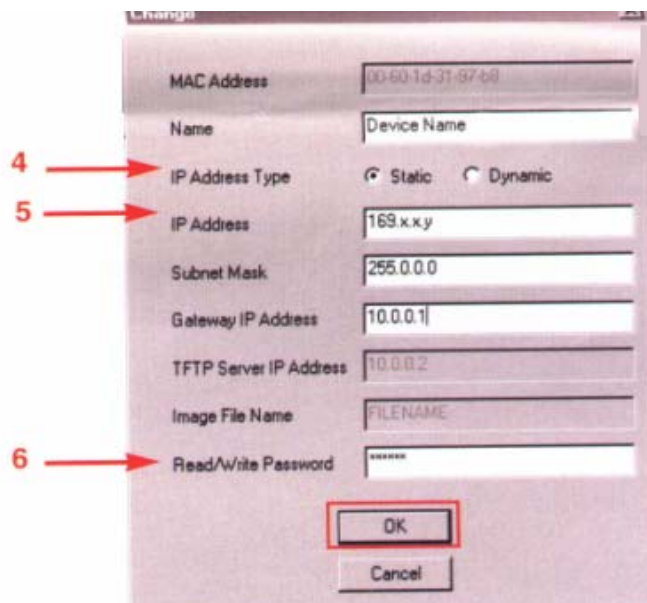 Change
MAC Address 00-60-1d-31-97-b8
Name Device Name
4 IP Address Type Static Dynamic
5 IP Address 169.x.x.y
Subnet Mask 255.0.0.0
Gateway IP Address 10.0.0.1
TFTP Server IP Address 10.0.0.2
Image File Name FILENAME
6 Read/Write Password ******
OK
Cancel